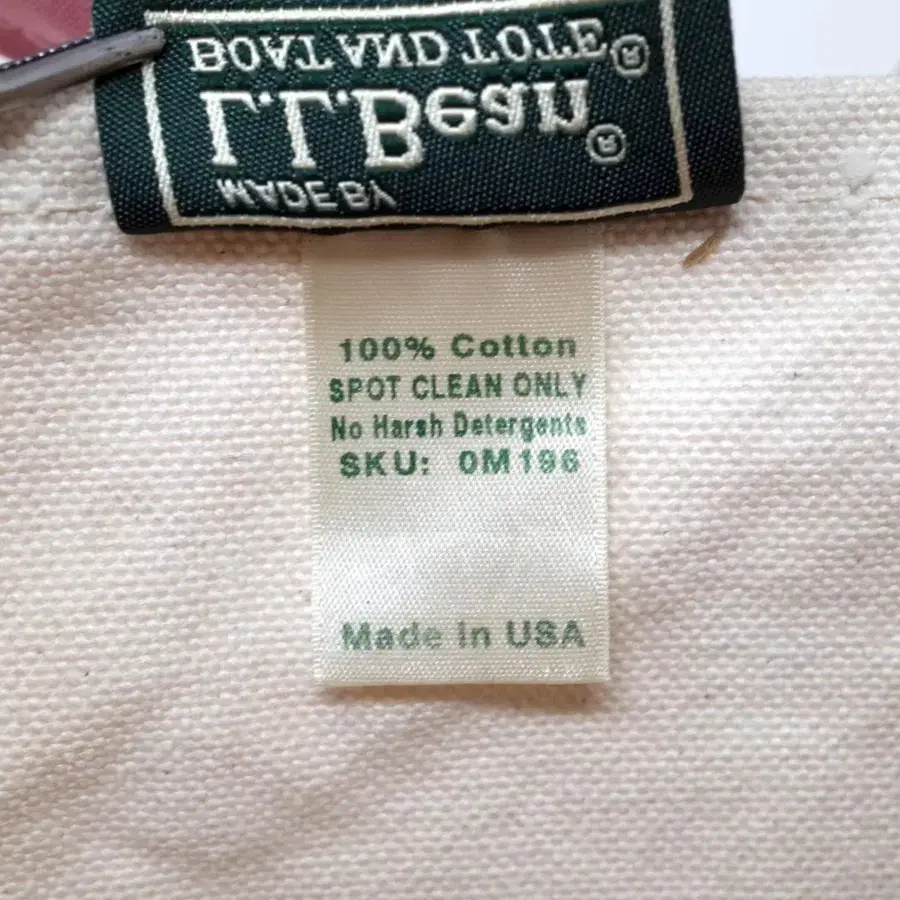 BOAT AND TOTE®
L.L.Bean®
MADE BY
100% Cotton
SPOT CLEAN ONLY
No Harsh Detergents
SKU: 0M196
Made in USA